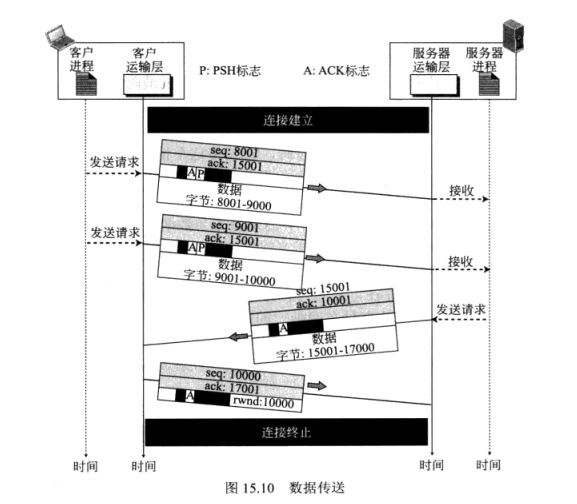 客户
进程
客户
运输层
P: PSH标志
A: ACK标志
服务器
运输层
服务器
进程
连接建立
发送请求
seq: 8001
ack: 15001
A P
数据
字节: 8001-9000
接收
发送请求
seq: 9001
ack: 15001
A P
数据
字节: 9001-10000
接收
seq: 15001
ack: 10001
发送请求
A
数据
字节: 15001-17000
seq: 10000
ack: 17001
A
rwnd:10000
连接终止
时间
时间
时间
时间
图 15.10 数据传送